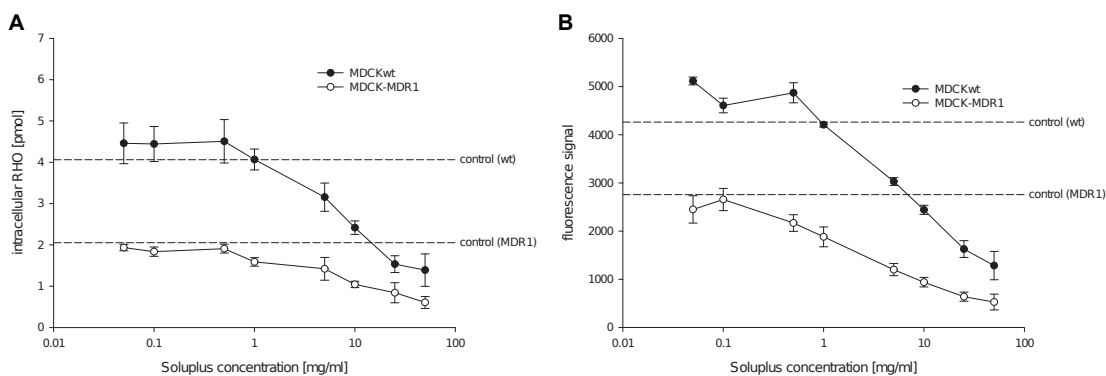 A
7
6
5
4
3
2
1
0
intracellular RHO [pmol]
MDCKwt
MDCK-MDR1
control (wt)
control (MDR1)
0.01 0.1 1 10 100
Soluplus concentration [mg/ml]
B
6000
5000
4000
3000
2000
1000
0
fluorescence signal
MDCKwt
MDCK-MDR1
control (wt)
control (MDR1)
0.01 0.1 1 10 100
Soluplus concentration [mg/ml]